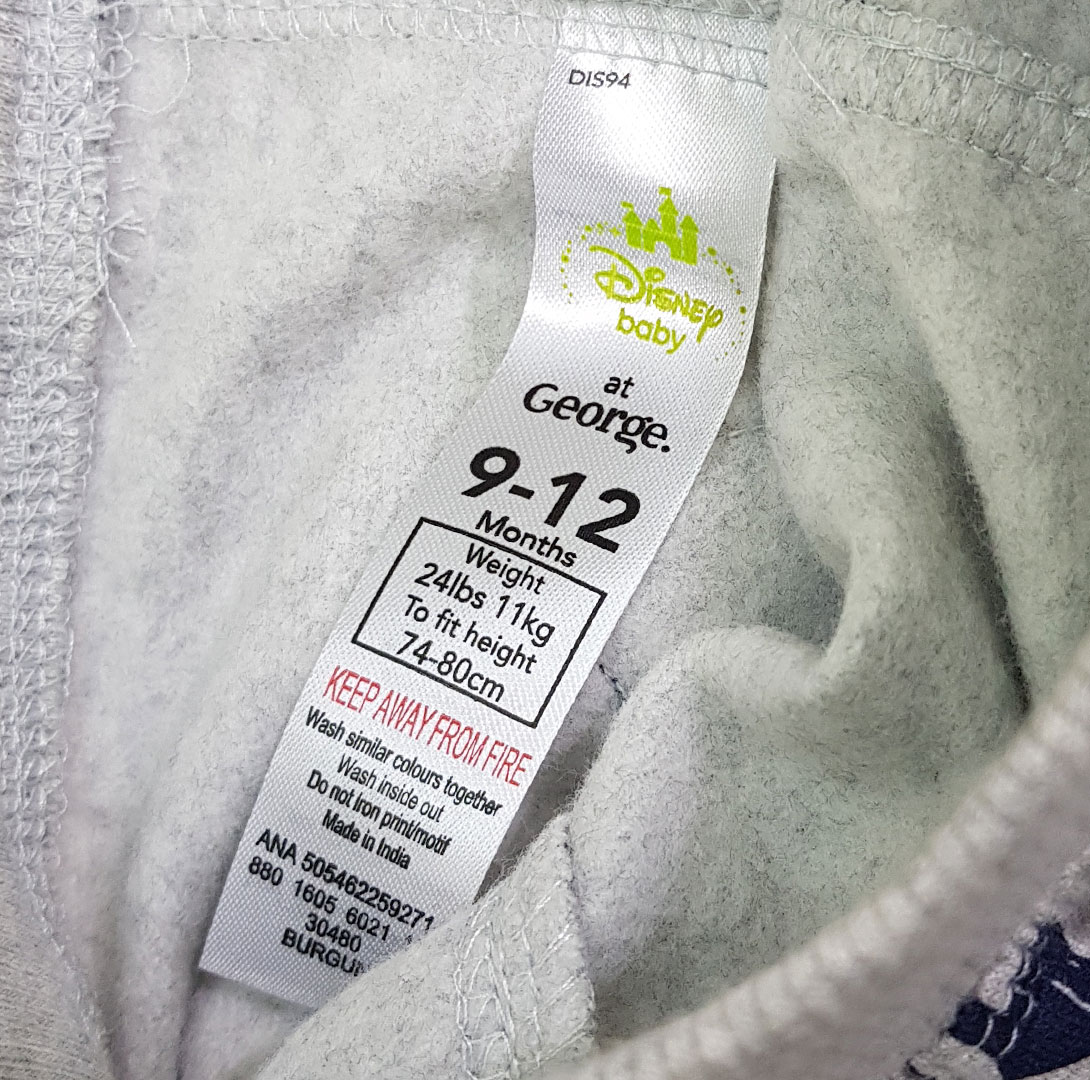 DIS94
Disney
baby
at
George.
9-12
Months
Weight
24lbs 11kg
To fit height
74-80cm
KEEP AWAY FROM FIRE
Wash similar colours together
Wash inside out
Do not Iron print/motif
Made in India
ANA 505462259271
880 1605 6021
30480